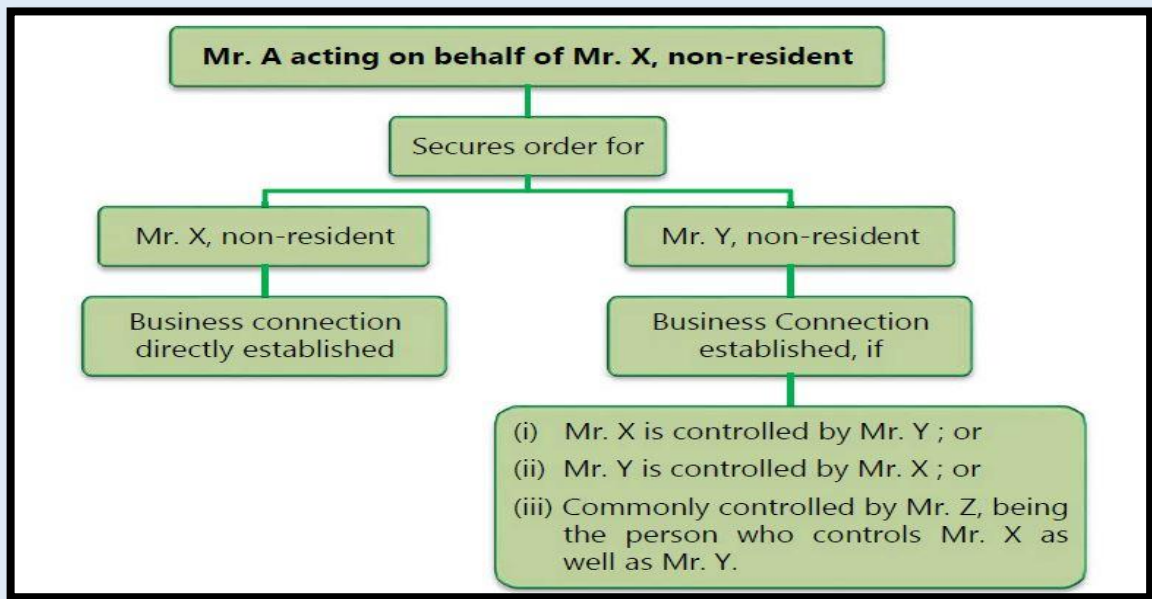 Mr. A acting on behalf of Mr. X, non-resident
Secures order for
Mr. X, non-resident
Mr. Y, non-resident
Business connection
directly established
Business Connection
established, if
(i) Mr. X is controlled by Mr. Y ; or
(ii) Mr. Y is controlled by Mr. X ; or
(iii) Commonly controlled by Mr. Z, being
the person who controls Mr. X as
well as Mr. Y.